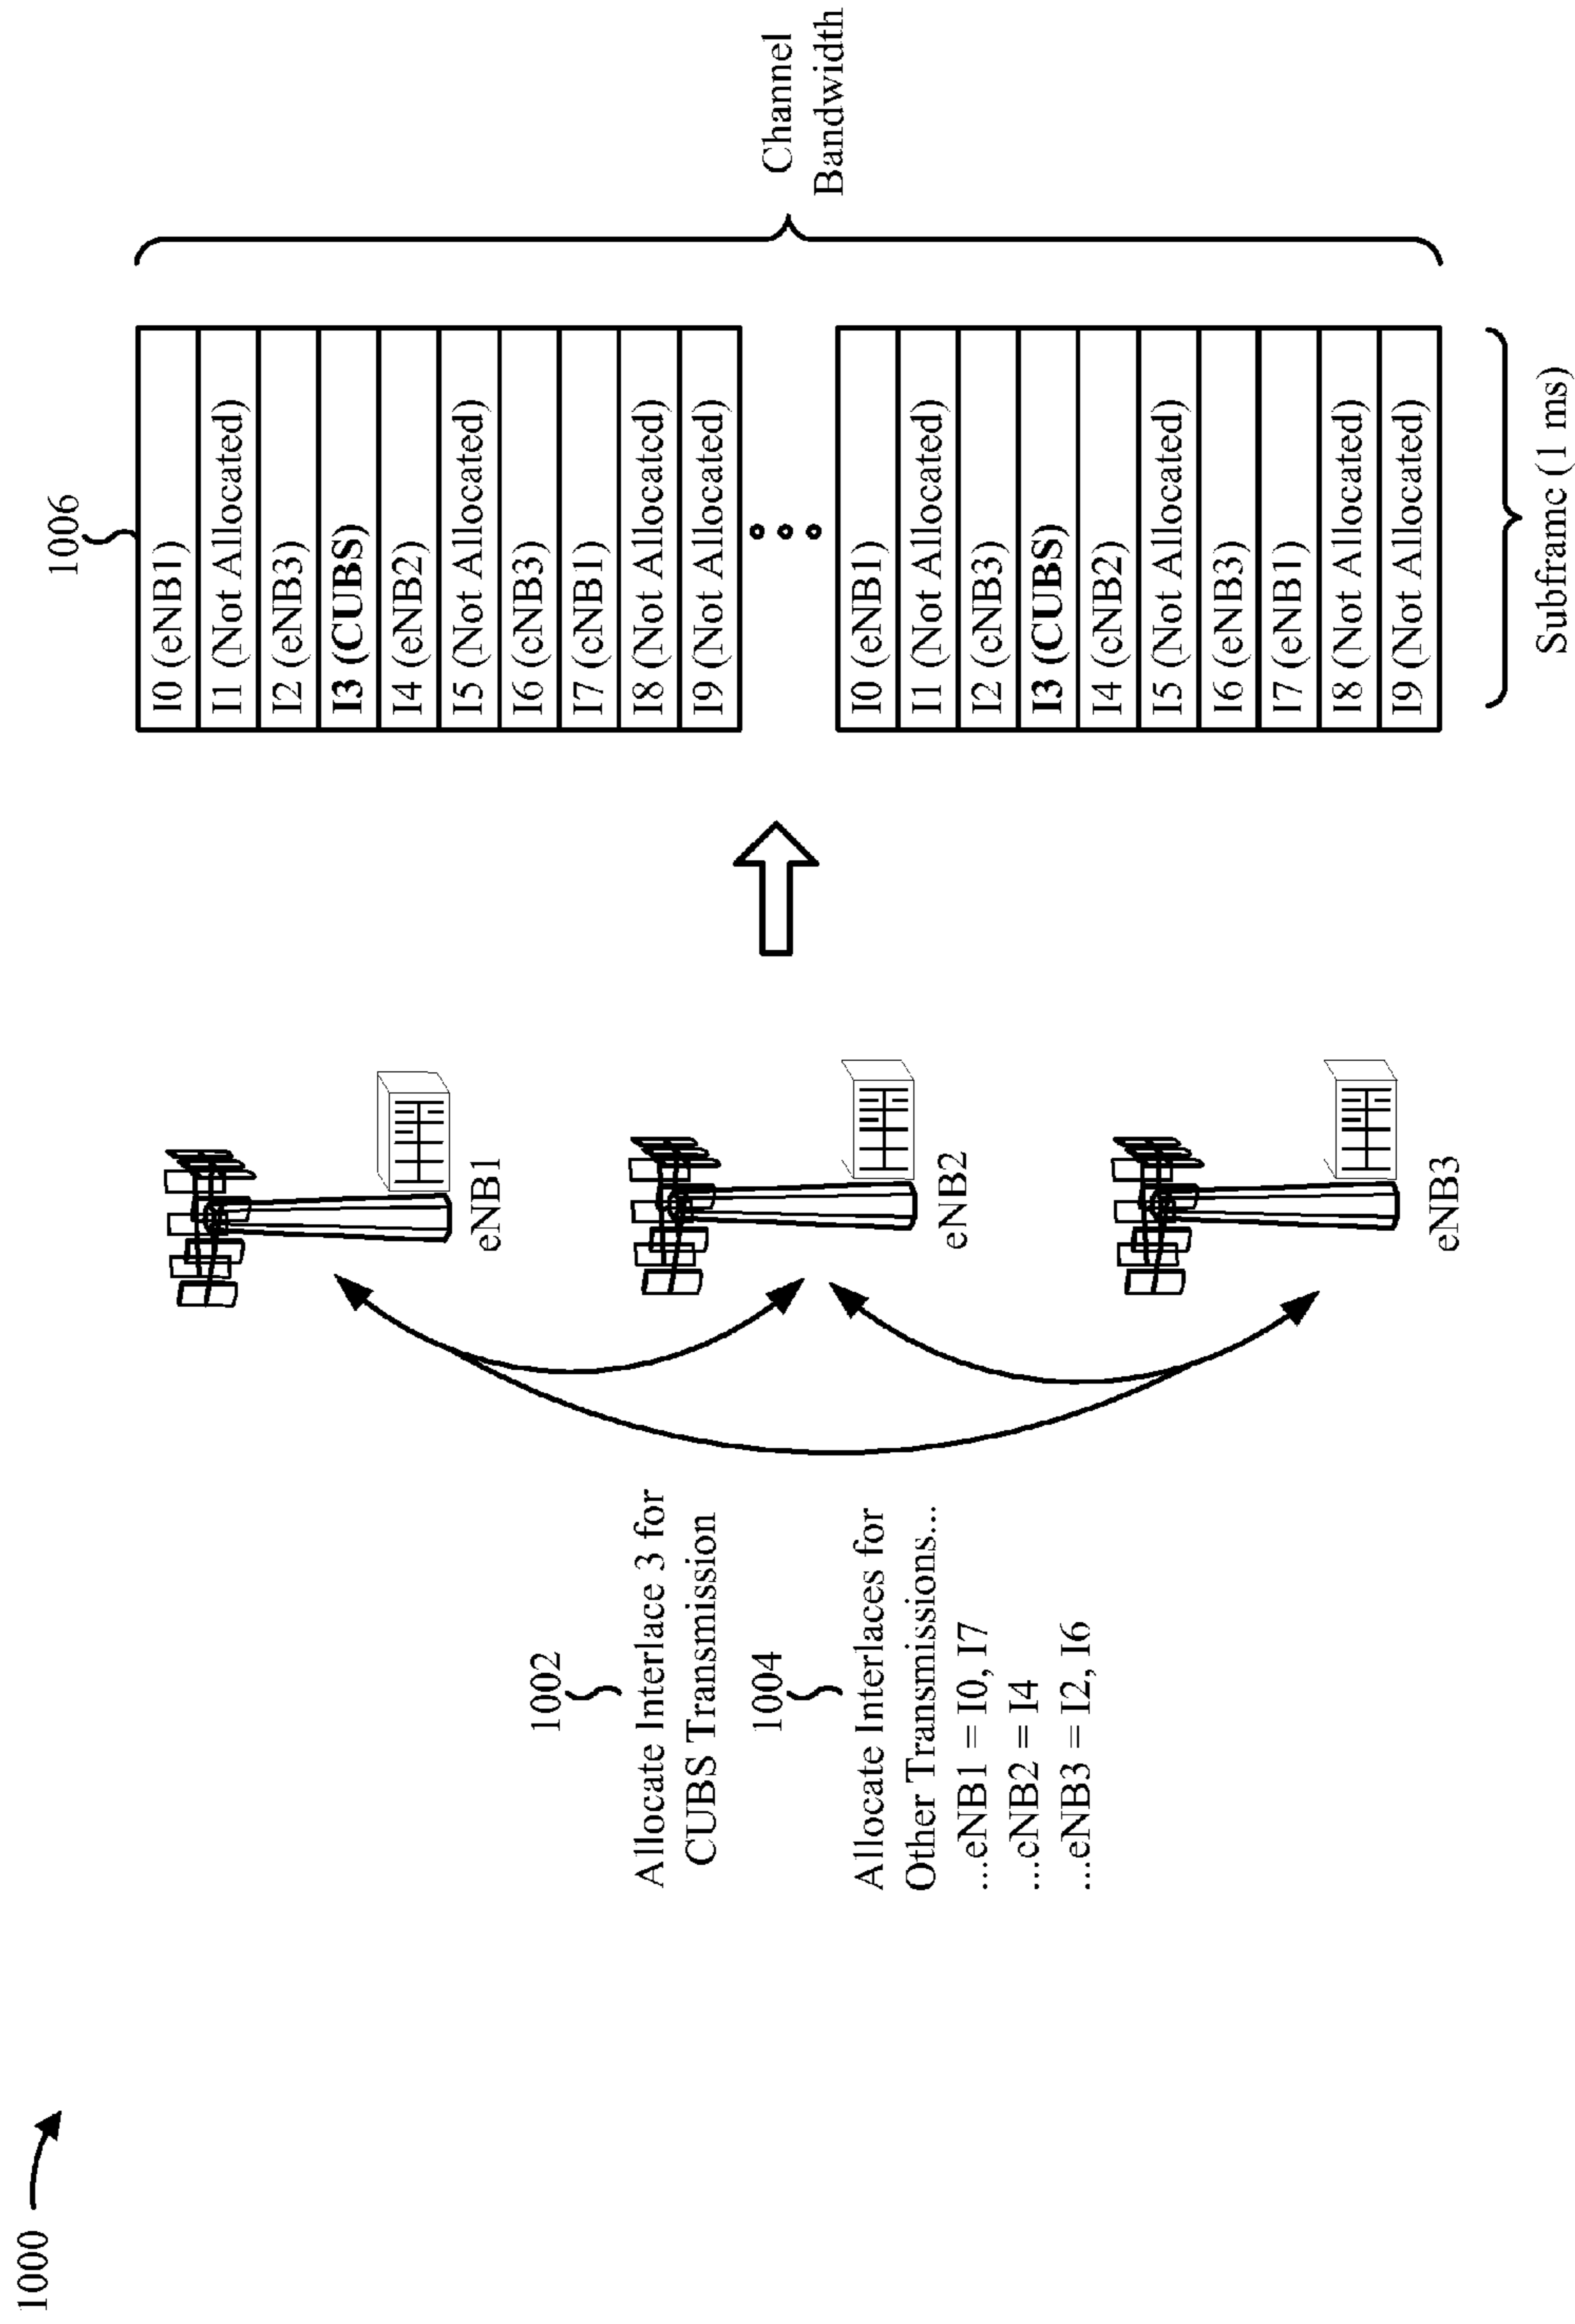 1000
1002
Allocate Interlace 3 for
CUBS Transmission
1004
Allocate Interlaces for
Other Transmissions...
...eNB1 = I0, I7
...eNB2 = I4
...eNB3 = I2, I6
eNB1
eNB2
eNB3
1006
I0 (eNB1)
I1 (Not Allocated)
I2 (eNB3)
I3 (CUBS)
I4 (eNB2)
I5 (Not Allocated)
I6 (eNB3)
I7 (eNB1)
I8 (Not Allocated)
I9 (Not Allocated)
I0 (eNB1)
I1 (Not Allocated)
I2 (eNB3)
I3 (CUBS)
I4 (eNB2)
I5 (Not Allocated)
I6 (eNB3)
I7 (eNB1)
I8 (Not Allocated)
I9 (Not Allocated)
Subframe (1 ms)
Channel
Bandwidth